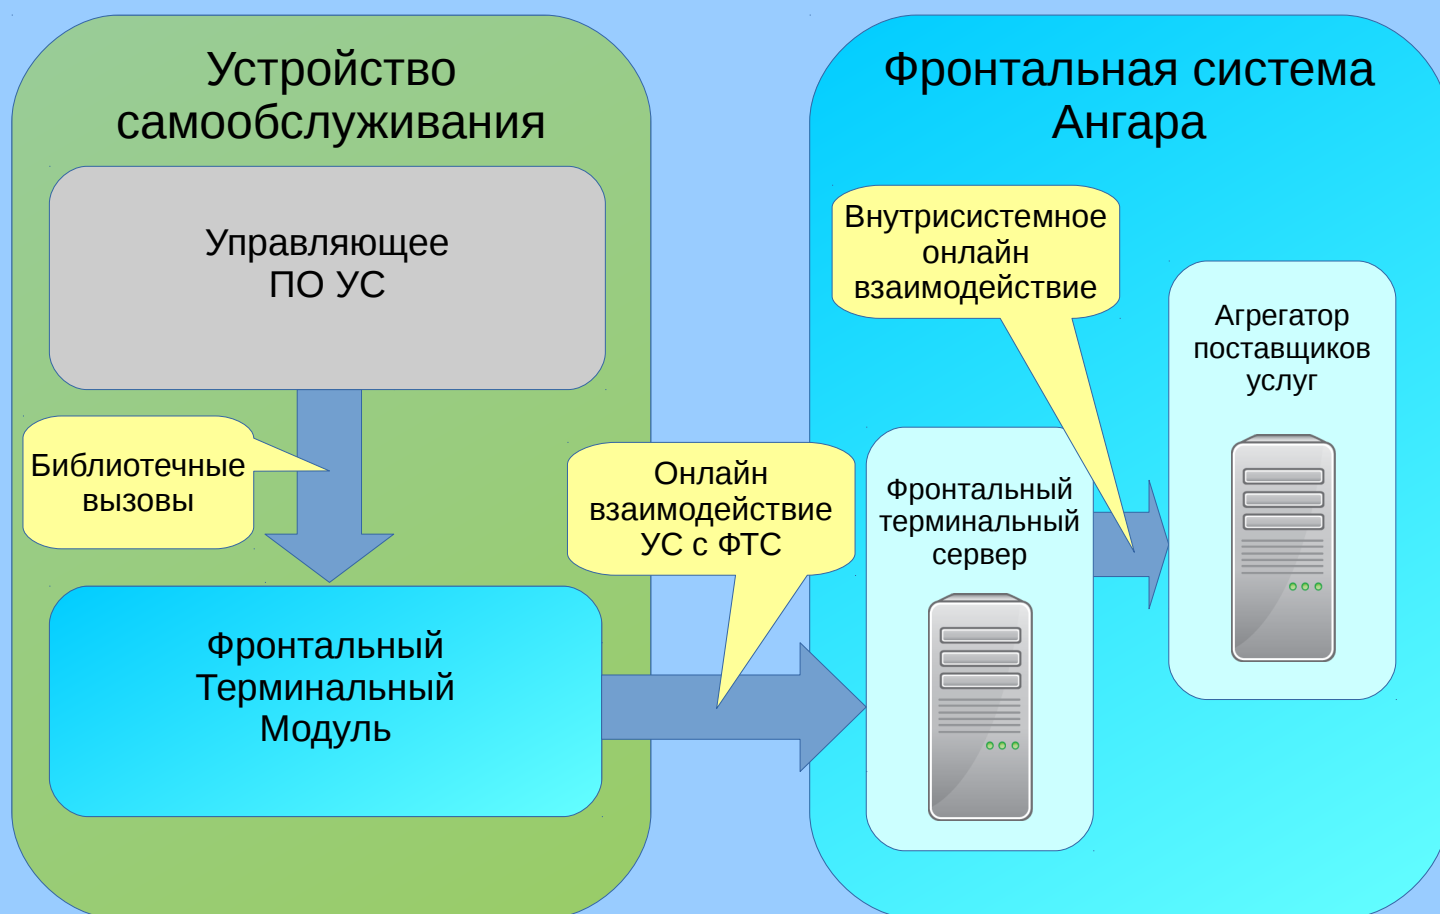 Устройство
самообслуживания
Управляющее
ПО УС
Библиотечные
вызовы
Фронтальный
Терминальный
Модуль
Онлайн
взаимодействие
УС с ФТС
Фронтальная система
Ангара
Внутрисистемное
онлайн
взаимодействие
Фронтальный
терминальный
сервер
Агрегатор
поставщиков
услуг